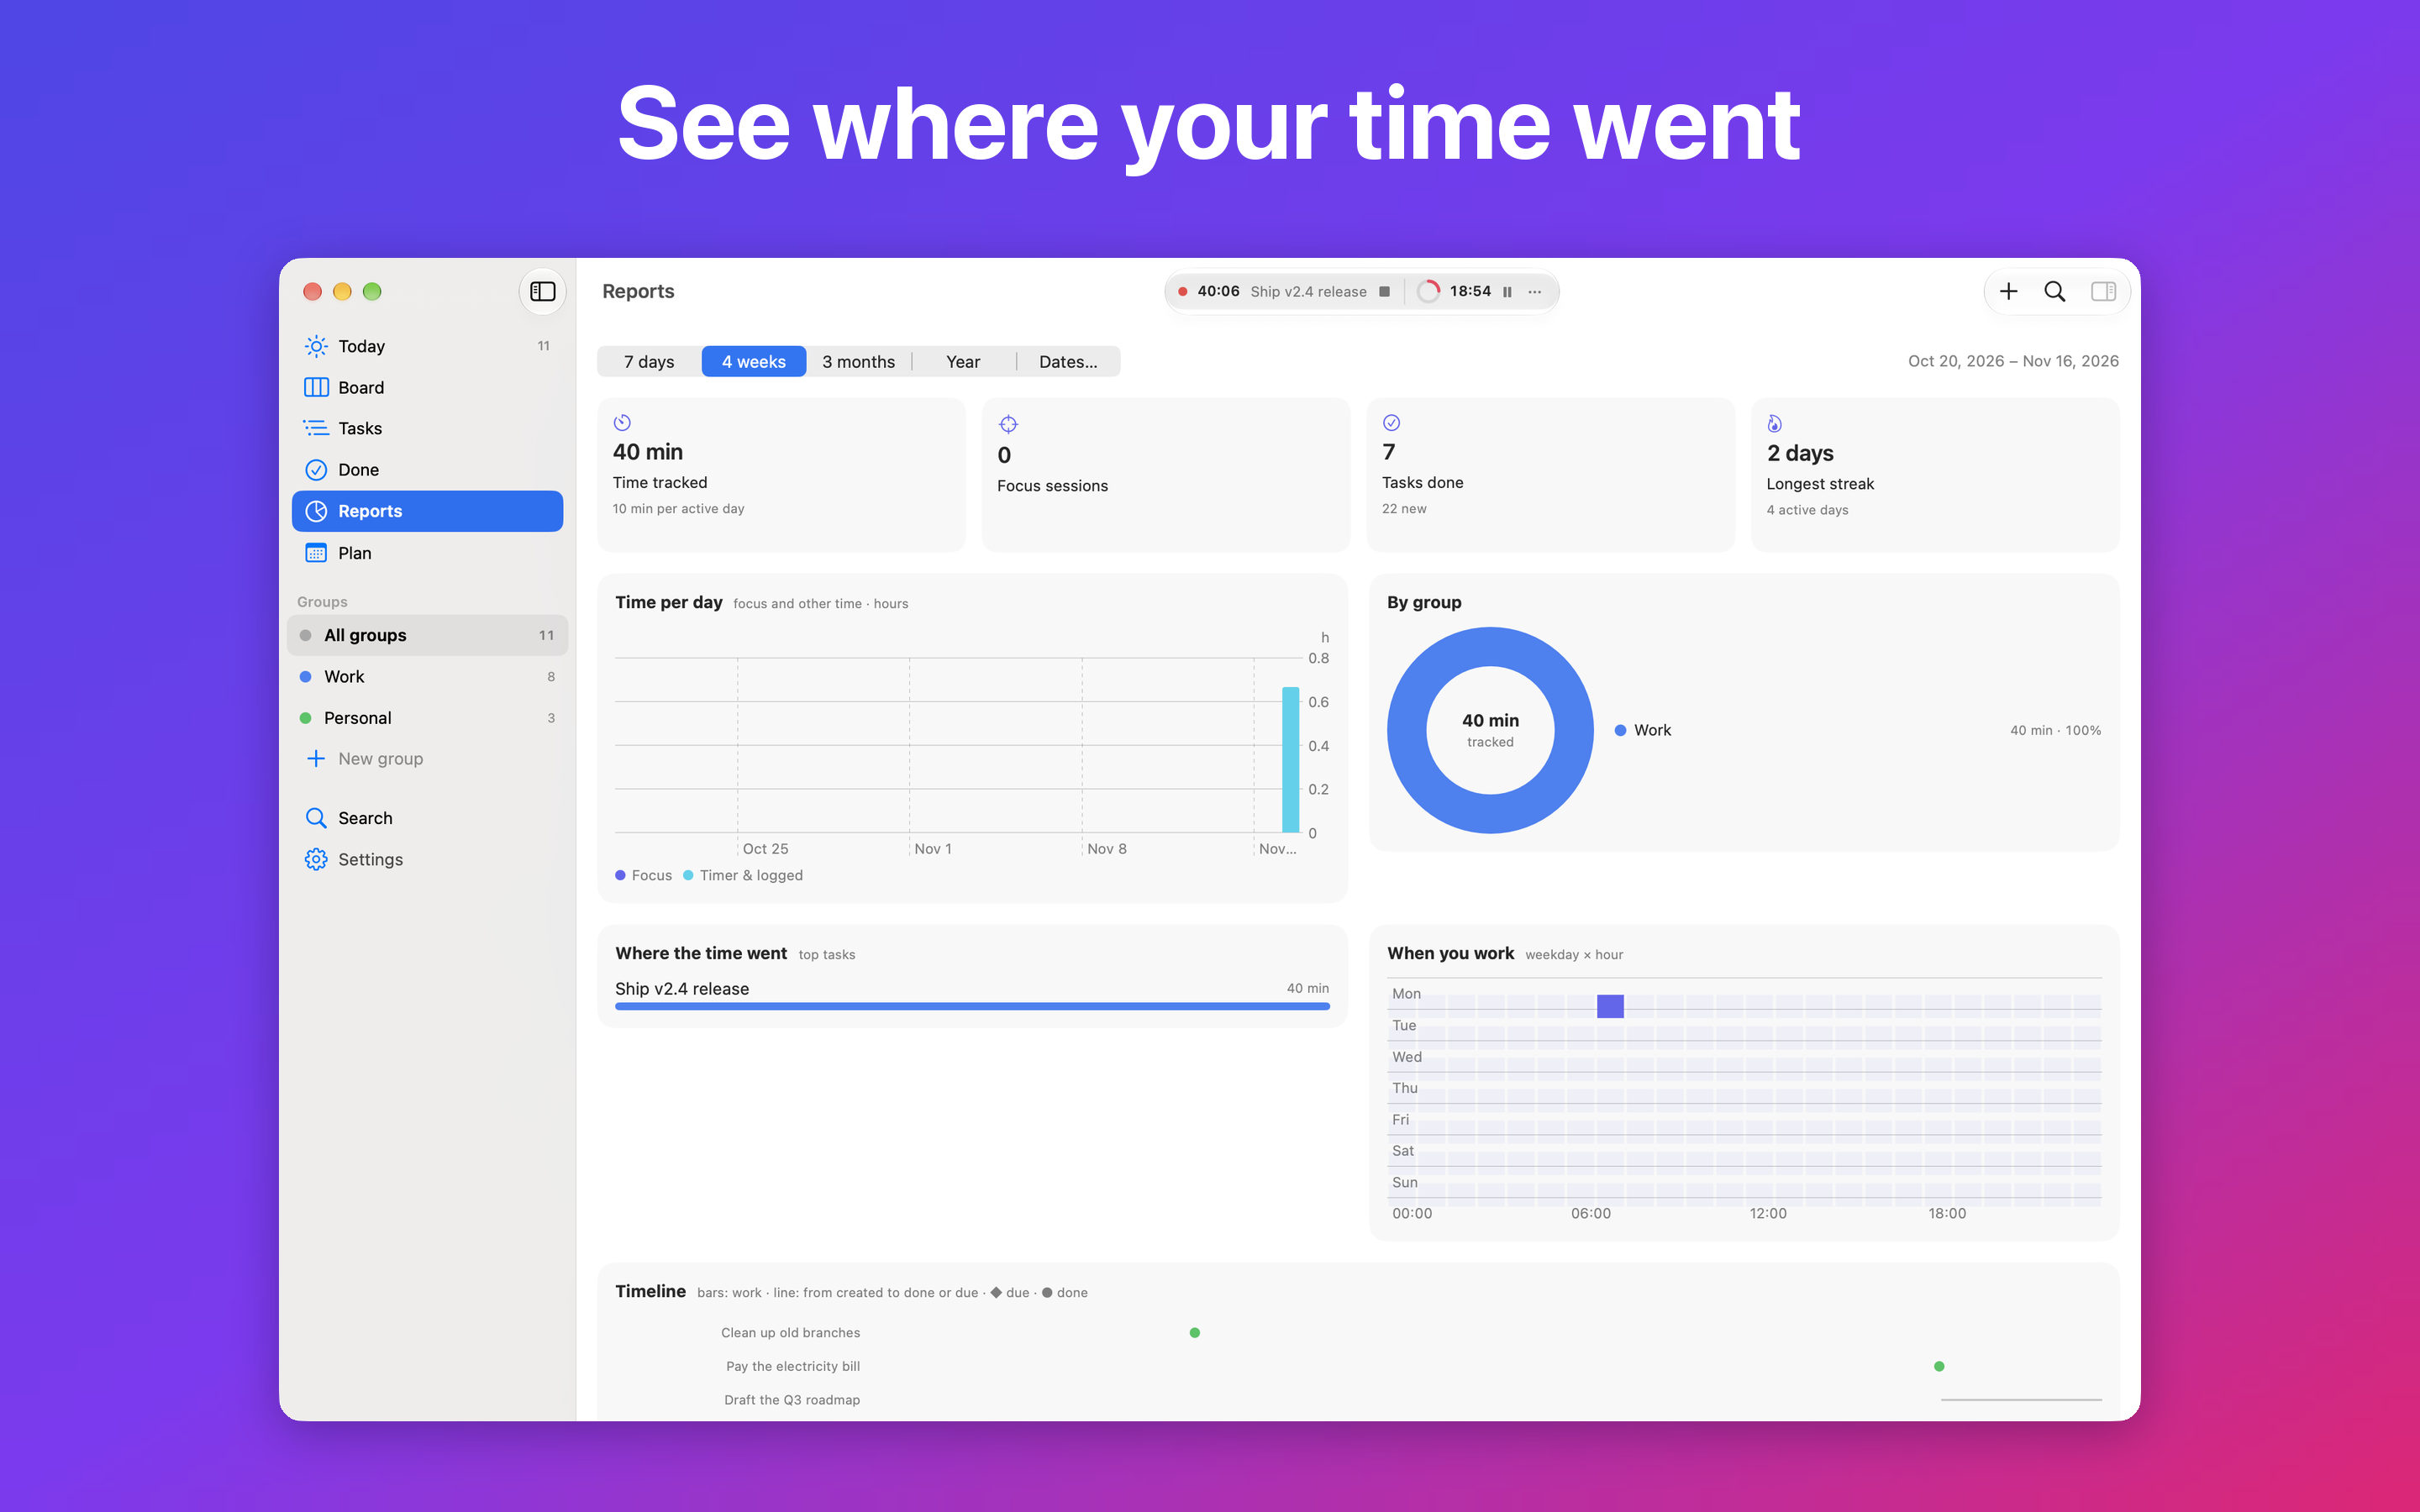 See where your time went
Reports
40:06 Ship v2.4 release 18:54
Today 11
Board
Tasks
Done
Reports
Plan
Groups
All groups 11
Work 8
Personal 3
New group
Search
Settings
7 days 4 weeks 3 months Year Dates...
Oct 20, 2026 – Nov 16, 2026
40 min
Time tracked
10 min per active day
0
Focus sessions
7
Tasks done
22 new
2 days
Longest streak
4 active days
Time per day focus and other time · hours
h
0.8
0.6
0.4
0.2
0
Oct 25 Nov 1 Nov 8 Nov...
Focus Timer & logged
By group
40 min
tracked
Work 40 min · 100%
Where the time went top tasks
Ship v2.4 release 40 min
When you work weekday × hour
Mon
Tue
Wed
Thu
Fri
Sat
Sun
00:00 06:00 12:00 18:00
Timeline bars: work · line: from created to done or due · ◆ due · ● done
Clean up old branches
Pay the electricity bill
Draft the Q3 roadmap